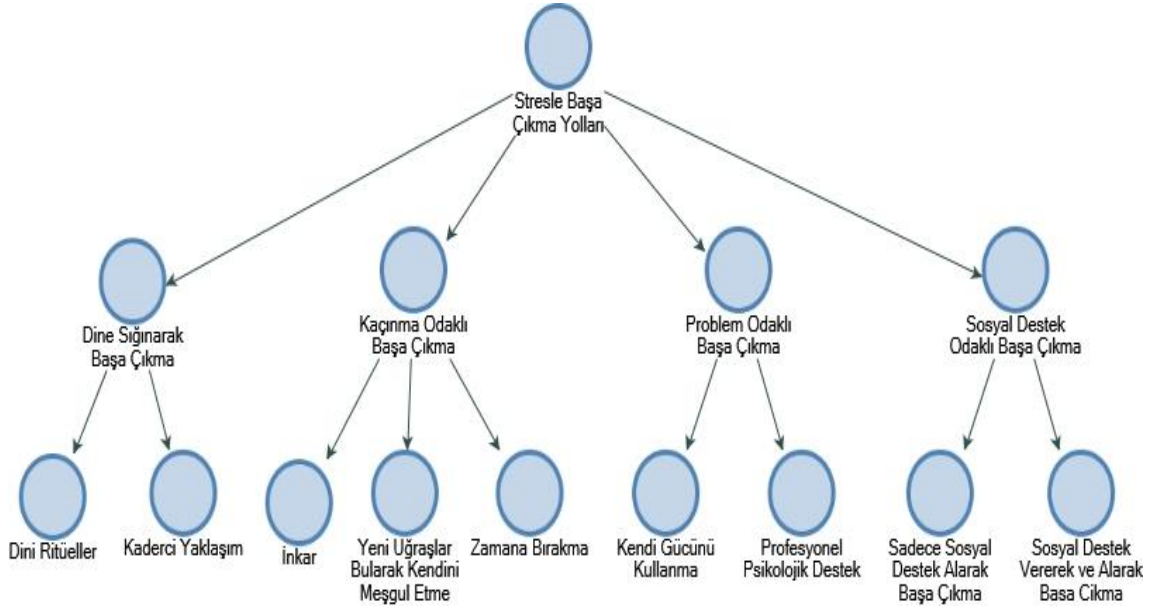 Stresle Başa
Çıkma Yolları
Dine Sığınarak
Başa Çıkma
Kaçınma Odaklı
Başa Çıkma
Problem Odaklı
Başa Çıkma
Sosyal Destek
Odaklı Başa Çıkma
Dini Ritüeller
Kaderci Yaklaşım
İnkar
Yeni Uğraşlar
Bularak Kendini
Meşgul Etme
Zamana Bırakma
Kendi Gücünü
Kullanma
Profesyonel
Psikolojik Destek
Sadece Sosyal
Destek Alarak
Başa Çıkma
Sosyal Destek
Vererek ve Alarak
Basa Cikma